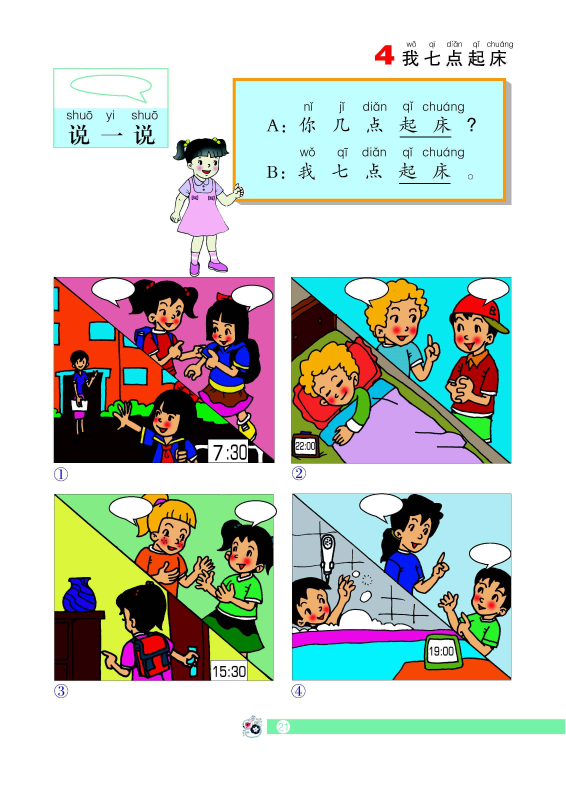 wǒ qī diǎn qǐ chuáng
4 我七点起床
shuō yi shuō
说一说
nǐ jǐ diǎn qǐ chuáng
A：你几点起床？
wǒ qī diǎn qǐ chuáng
B：我七点起床。
7:30
22:00
①
②
15:30
19:00
③
④
21